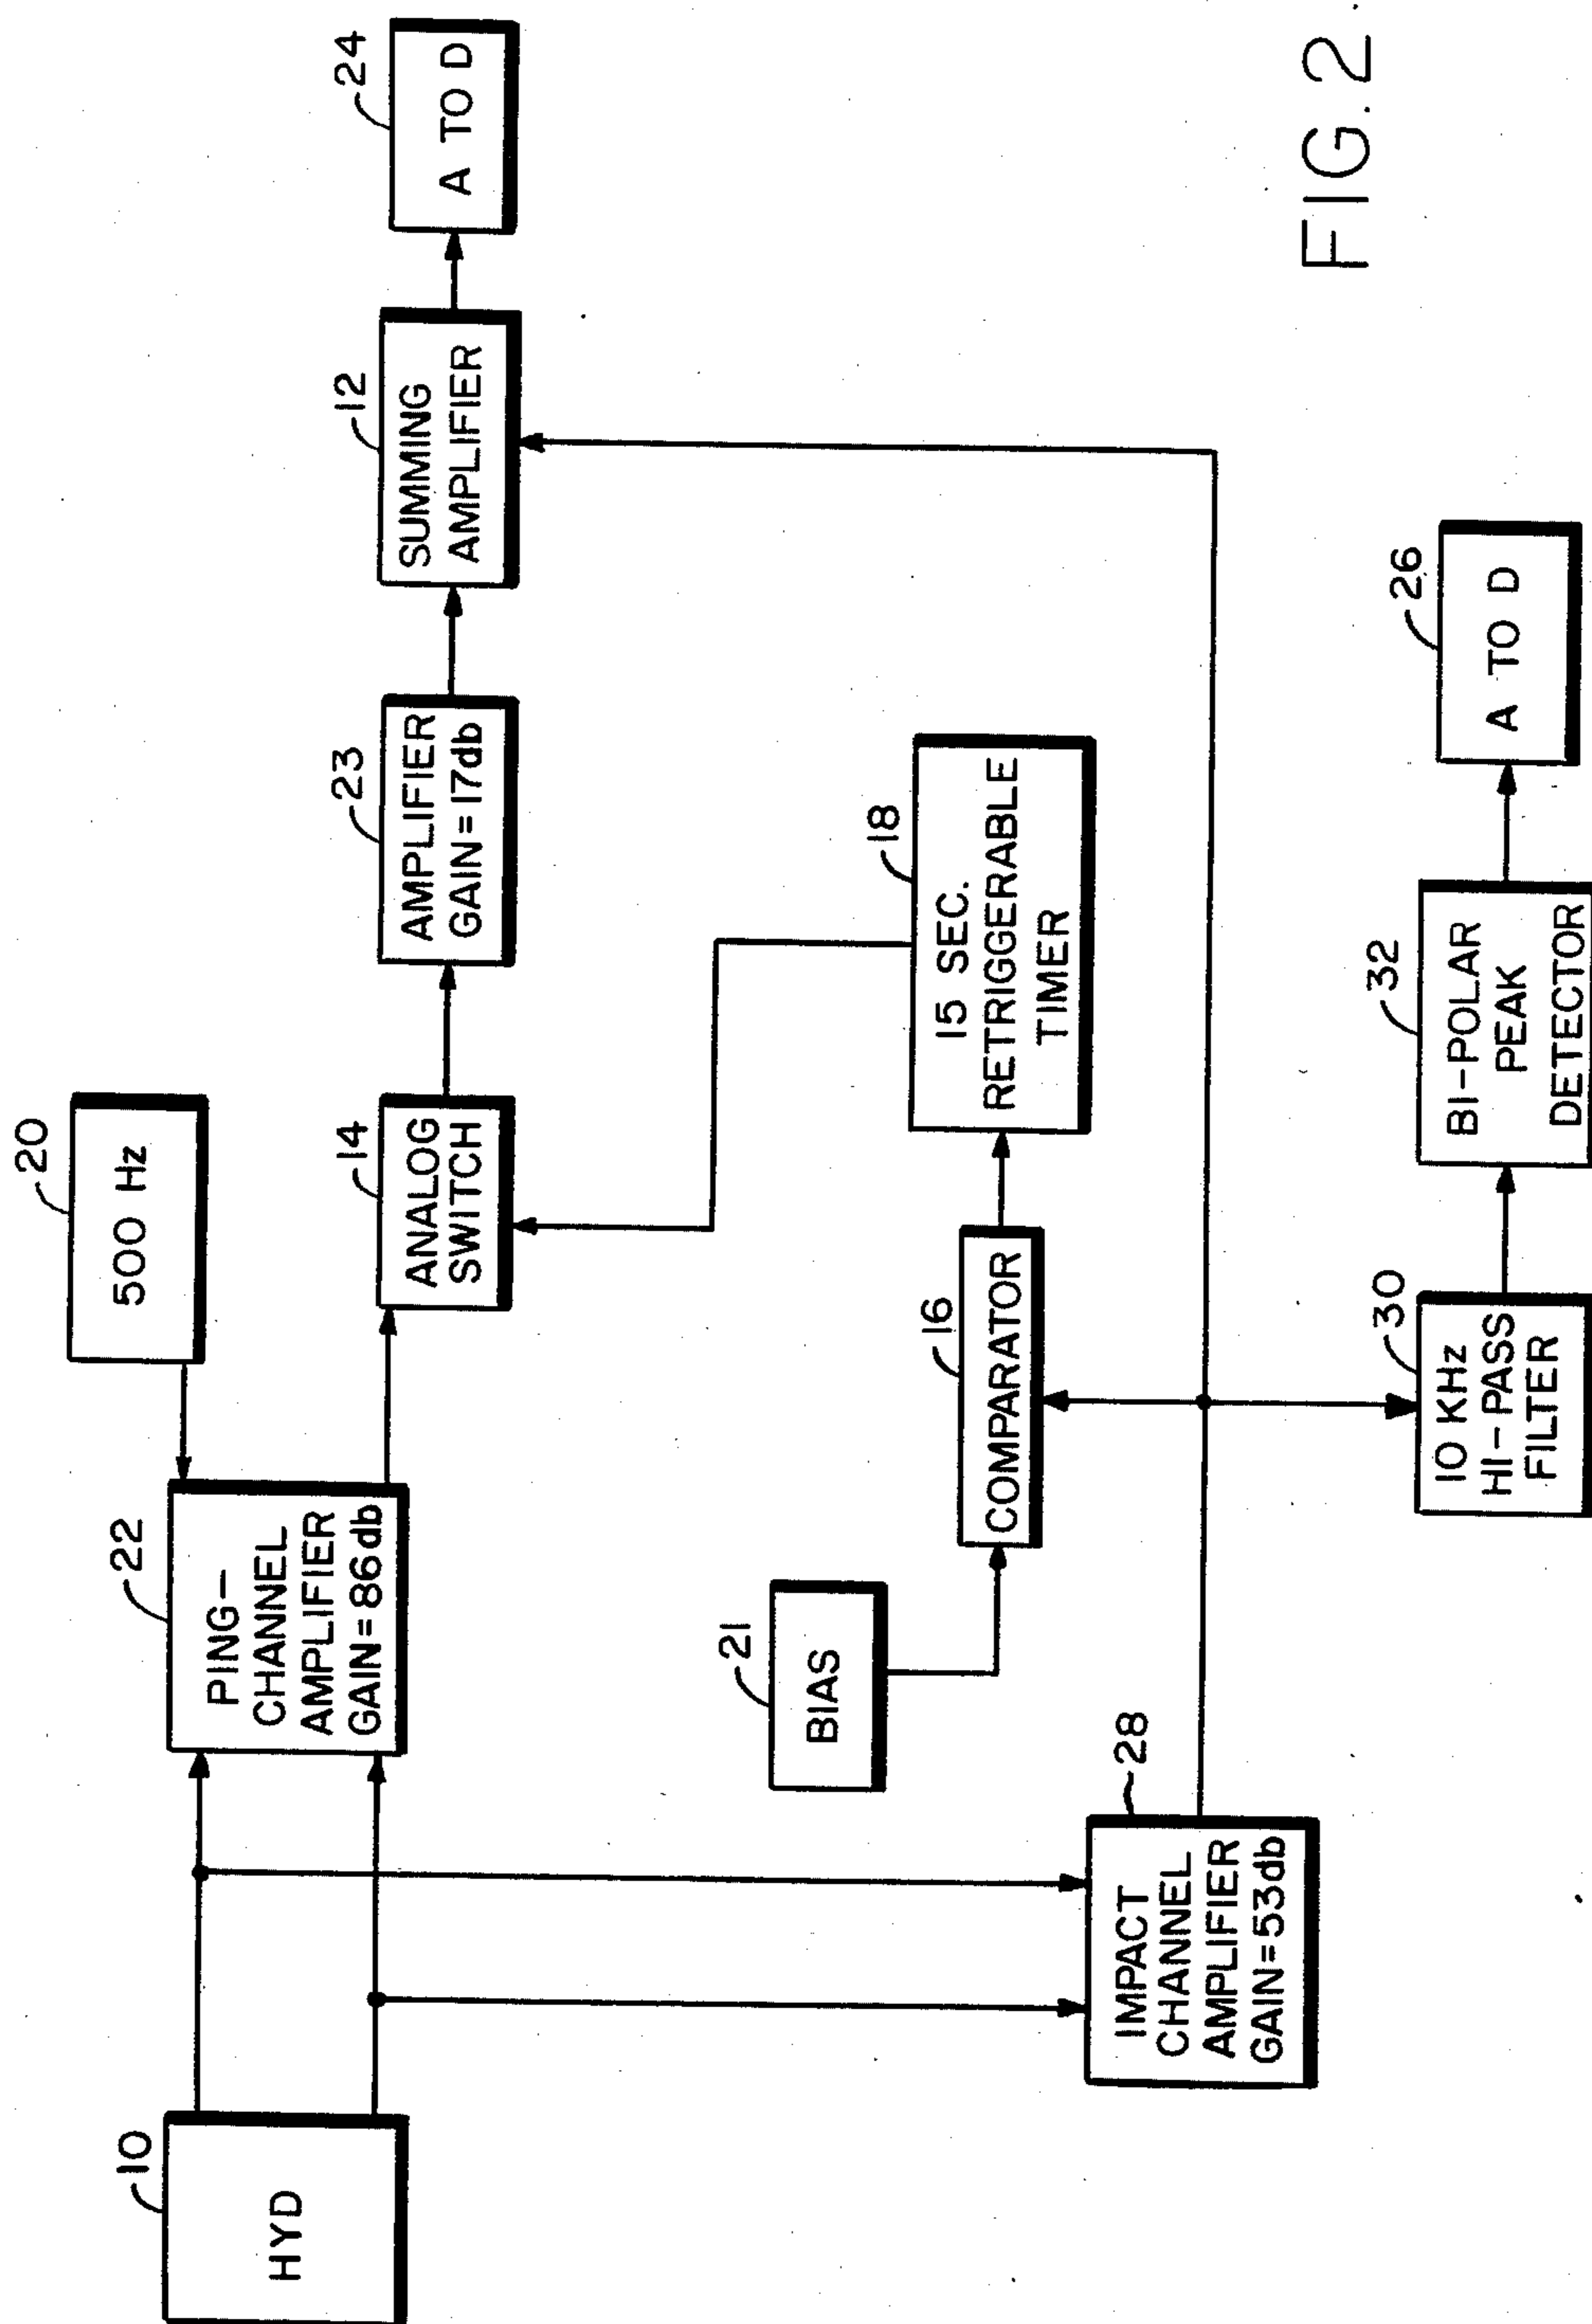 10
HYD
22
PING-
CHANNEL
AMPLIFIER
GAIN=86db
20
500 Hz
14
ANALOG
SWITCH
23
AMPLIFIER
GAIN=17db
12
SUMMING
AMPLIFIER
24
A TO D
21
BIAS
16
COMPARATOR
18
15 SEC.
RETRIGGERABLE
TIMER
28
IMPACT
CHANNEL
AMPLIFIER
GAIN=53db
30
10 KHz
HI-PASS
FILTER
32
BI-POLAR
PEAK
DETECTOR
26
A TO D
FIG.2